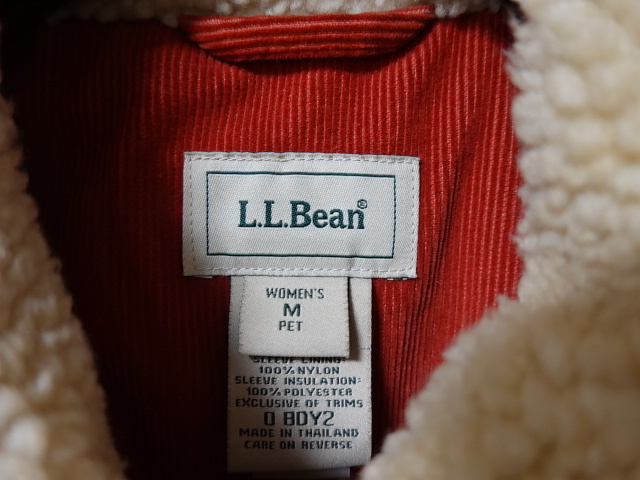 L.L.Bean®
WOMEN'S
M
PET
SLEEVE LINING:
100% NYLON
SLEEVE INSULATION:
100% POLYESTER
EXCLUSIVE OF TRIMS
0 BDY2
MADE IN THAILAND
CARE ON REVERSE